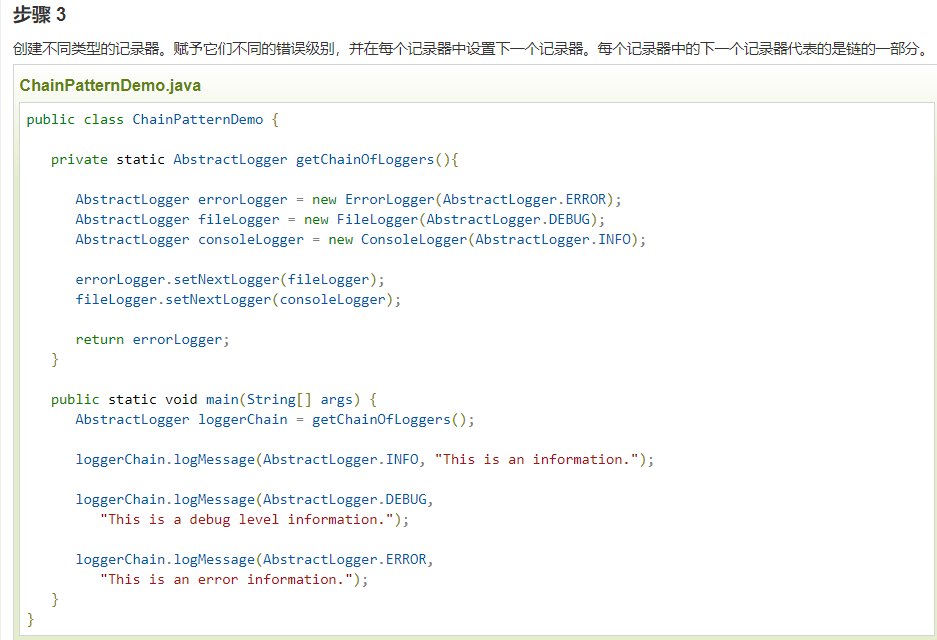 步骤 3
创建不同类型的记录器。赋予它们不同的错误级别，并在每个记录器中设置下一个记录器。每个记录器中的下一个记录器代表的是链的一部分。
ChainPatternDemo.java
public class ChainPatternDemo {
private static AbstractLogger getChainOfLoggers(){
AbstractLogger errorLogger = new ErrorLogger(AbstractLogger.ERROR);
AbstractLogger fileLogger = new FileLogger(AbstractLogger.DEBUG);
AbstractLogger consoleLogger = new ConsoleLogger(AbstractLogger.INFO);
errorLogger.setNextLogger(fileLogger);
fileLogger.setNextLogger(consoleLogger);
return errorLogger;
}
public static void main(String[] args) {
AbstractLogger loggerChain = getChainOfLoggers();
loggerChain.logMessage(AbstractLogger.INFO, "This is an information.");
loggerChain.logMessage(AbstractLogger.DEBUG,
"This is a debug level information.");
loggerChain.logMessage(AbstractLogger.ERROR,
"This is an error information.");
}
}